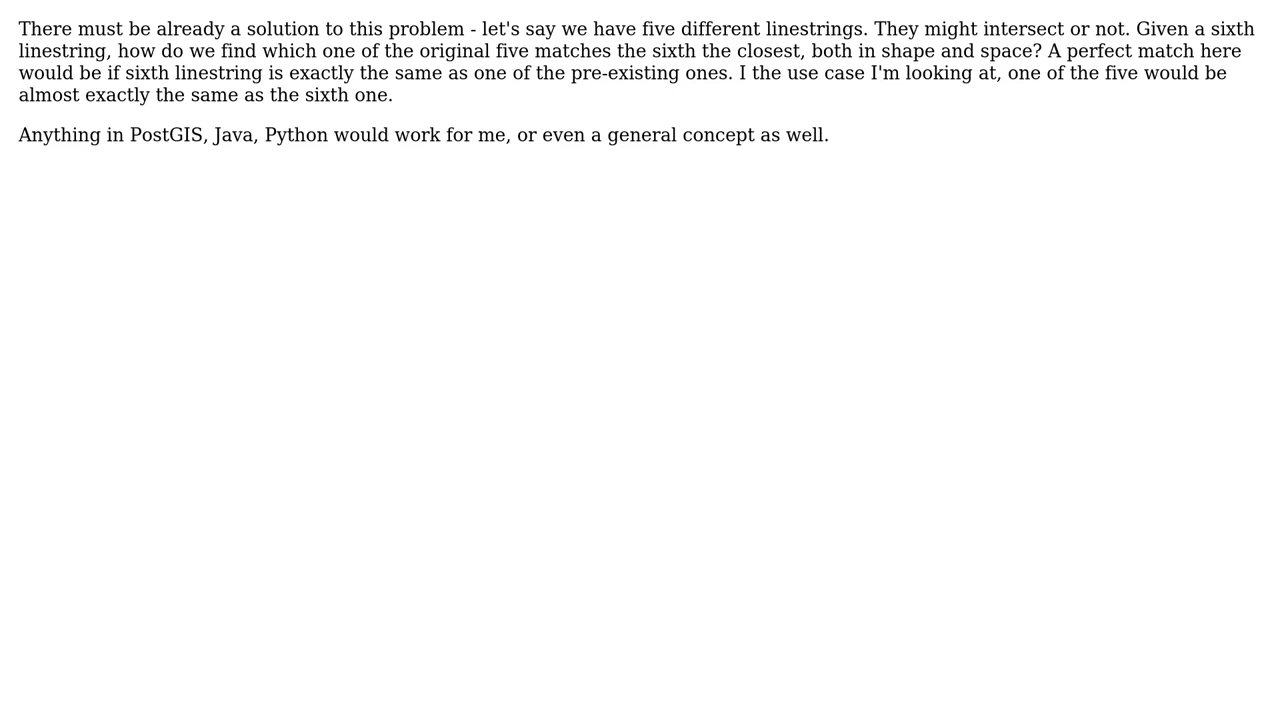 There must be already a solution to this problem - let's say we have five different linestrings. They might intersect or not. Given a sixth
linestring, how do we find which one of the original five matches the sixth the closest, both in shape and space? A perfect match here
would be if sixth linestring is exactly the same as one of the pre-existing ones. I the use case I'm looking at, one of the five would be
almost exactly the same as the sixth one.
Anything in PostGIS, Java, Python would work for me, or even a general concept as well.